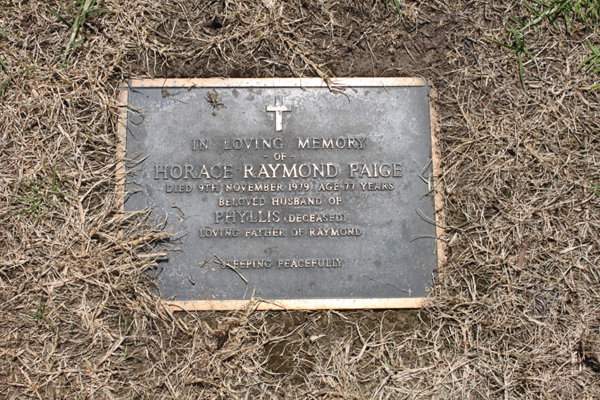 IN LOVING MEMORY
- OF -
HORACE RAYMOND PAIGE
DIED 9TH NOVEMBER 1979 AGE 77 YEARS
BELOVED HUSBAND OF
PHYLLIS (DECEASED)
LOVING FATHER OF RAYMOND
SLEEPING PEACEFULLY